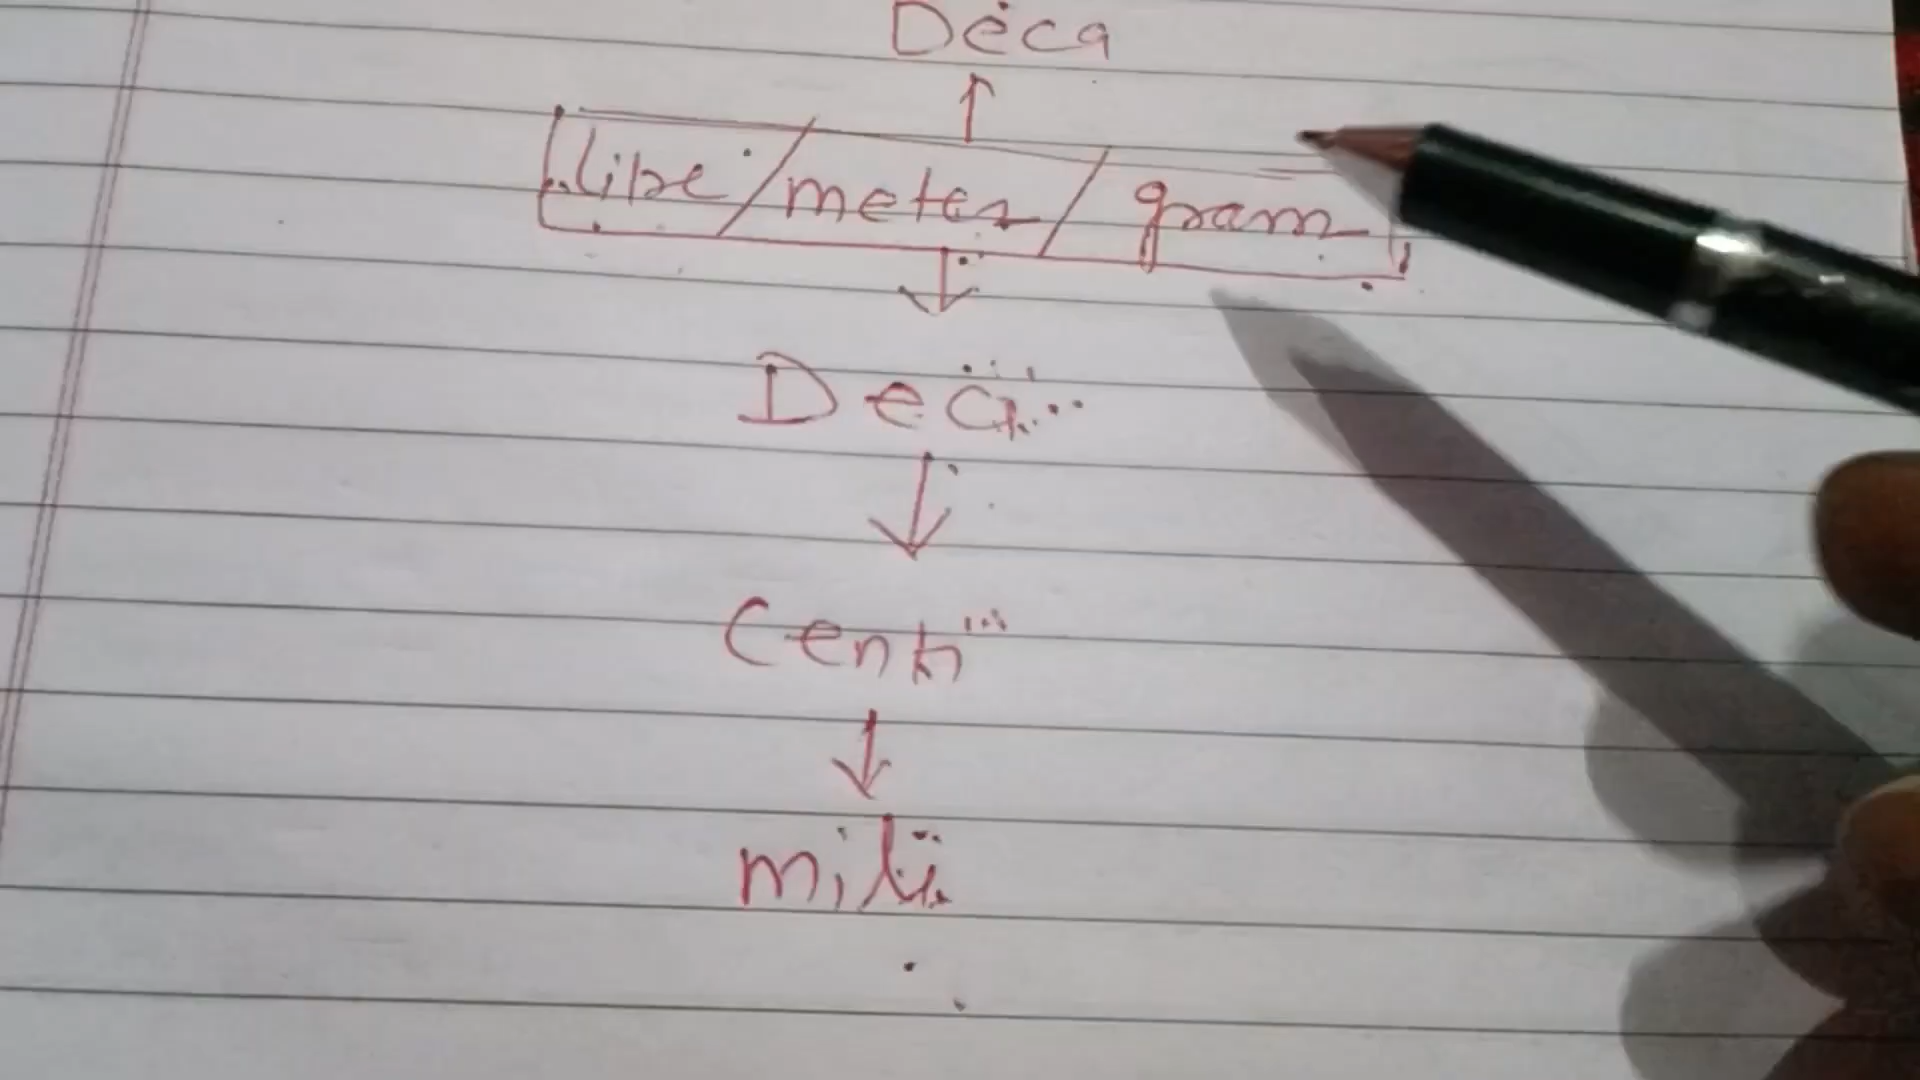 Deca
↑
litre/meter/gram
↓
Deci
↓
Centi
↓
mili